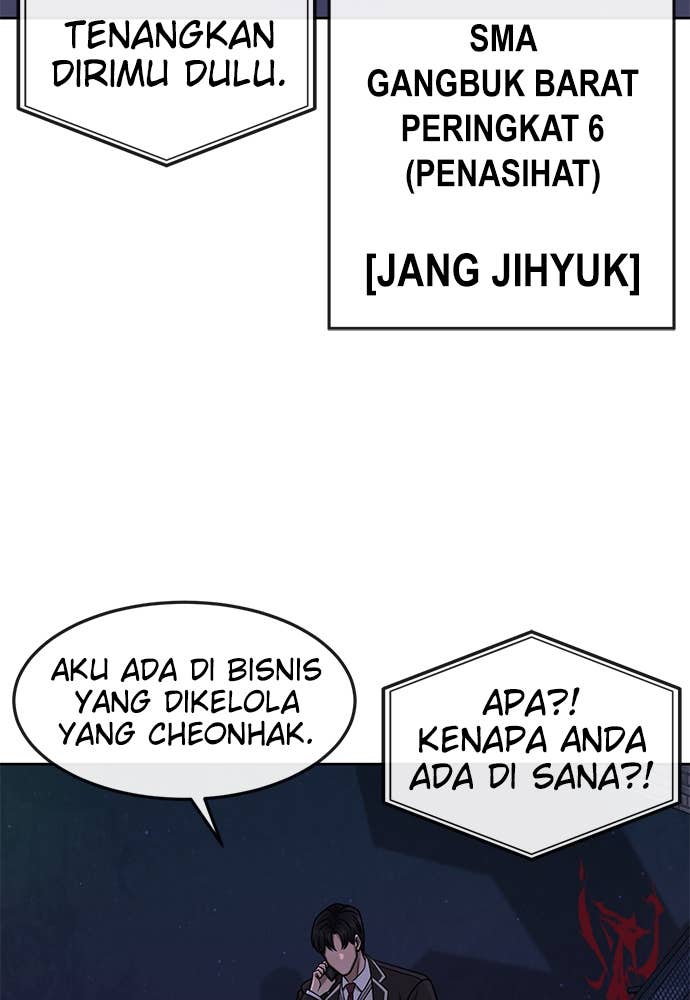 TENANGKAN
DIRIMU DULU.
SMA
GANGBUK BARAT
PERINGKAT 6
(PENASIHAT)
[JANG JIHYUK]
AKU ADA DI BISNIS
YANG DIKELOLA
YANG CHEONHAK.
APA?!
KENAPA ANDA
ADA DI SANA?!